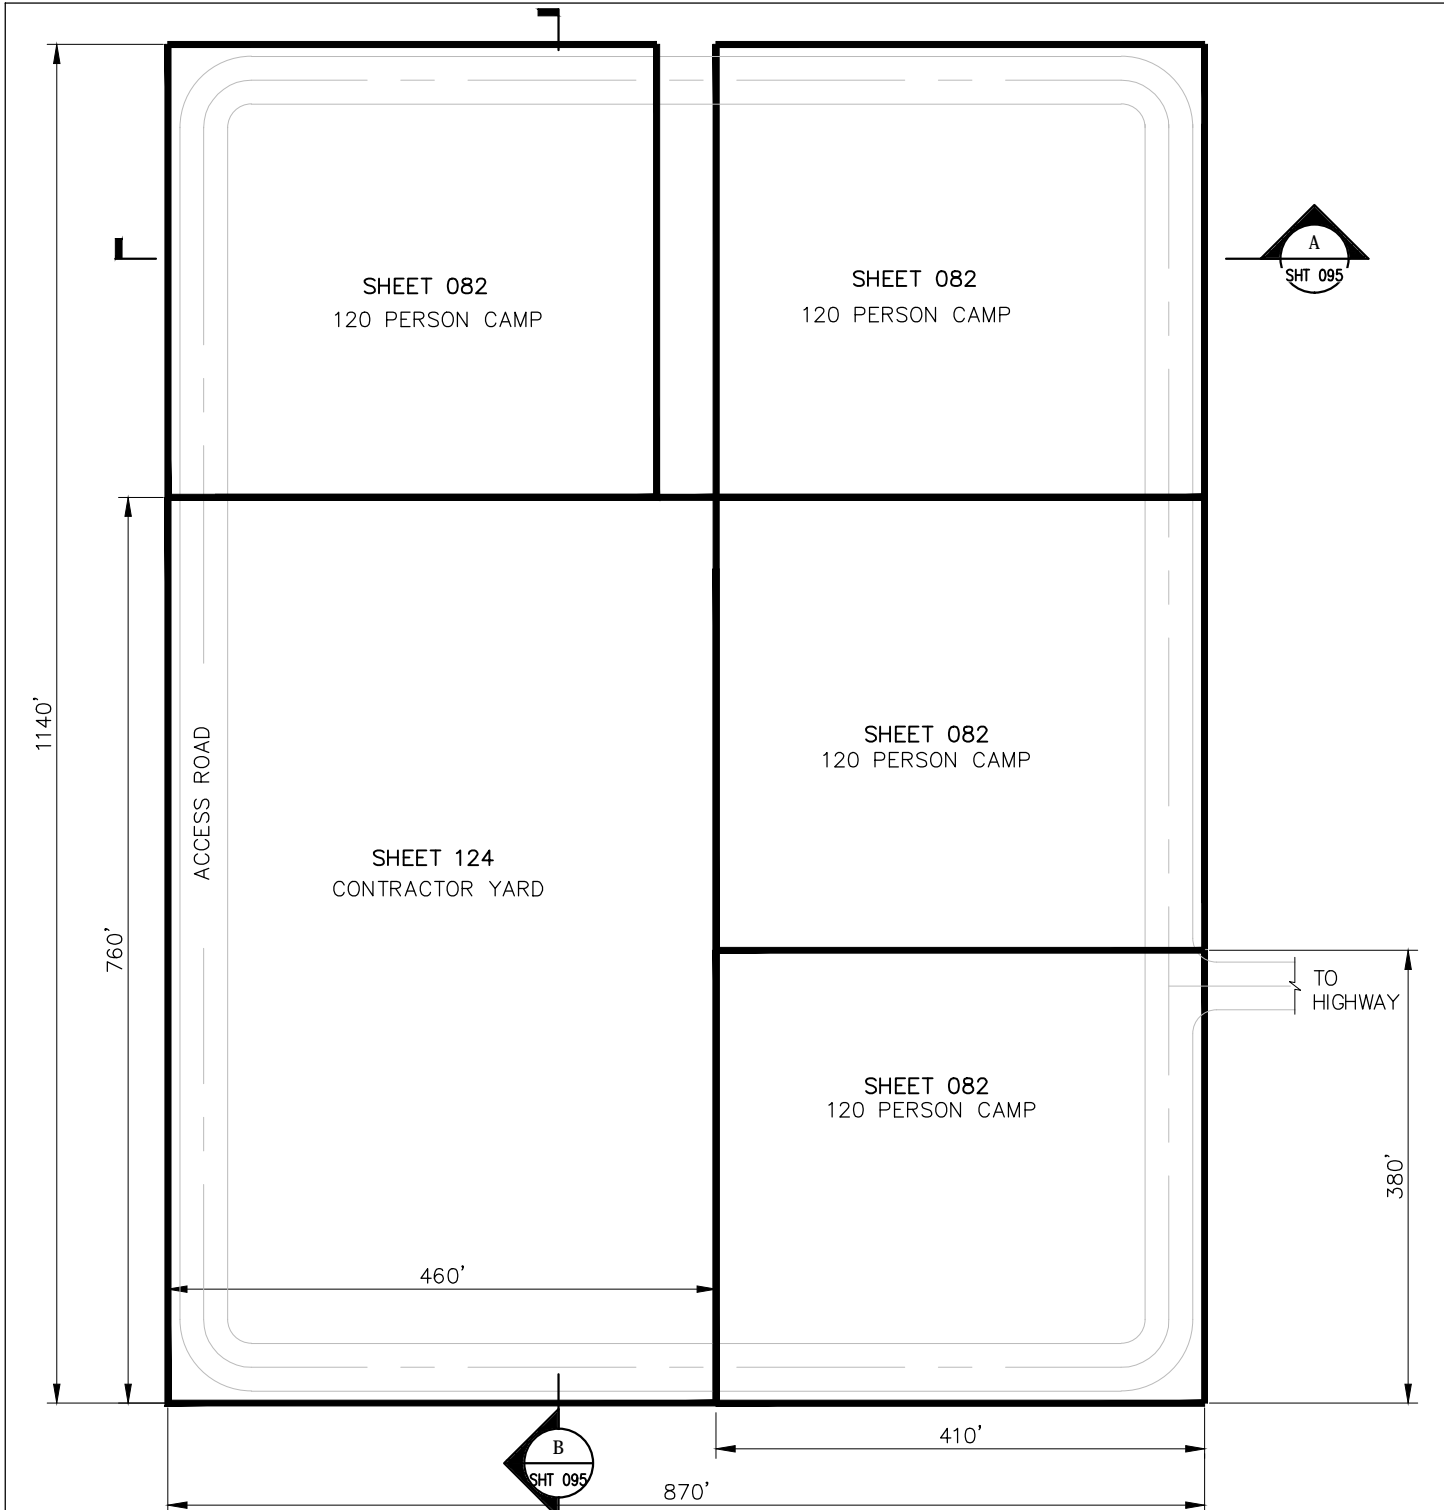 A
SHT 095
SHEET 082
120 PERSON CAMP
SHEET 082
120 PERSON CAMP
1140'
ACCESS ROAD
SHEET 082
120 PERSON CAMP
SHEET 124
CONTRACTOR YARD
760'
TO
HIGHWAY
SHEET 082
120 PERSON CAMP
380'
460'
410'
B
SHT 095
870'